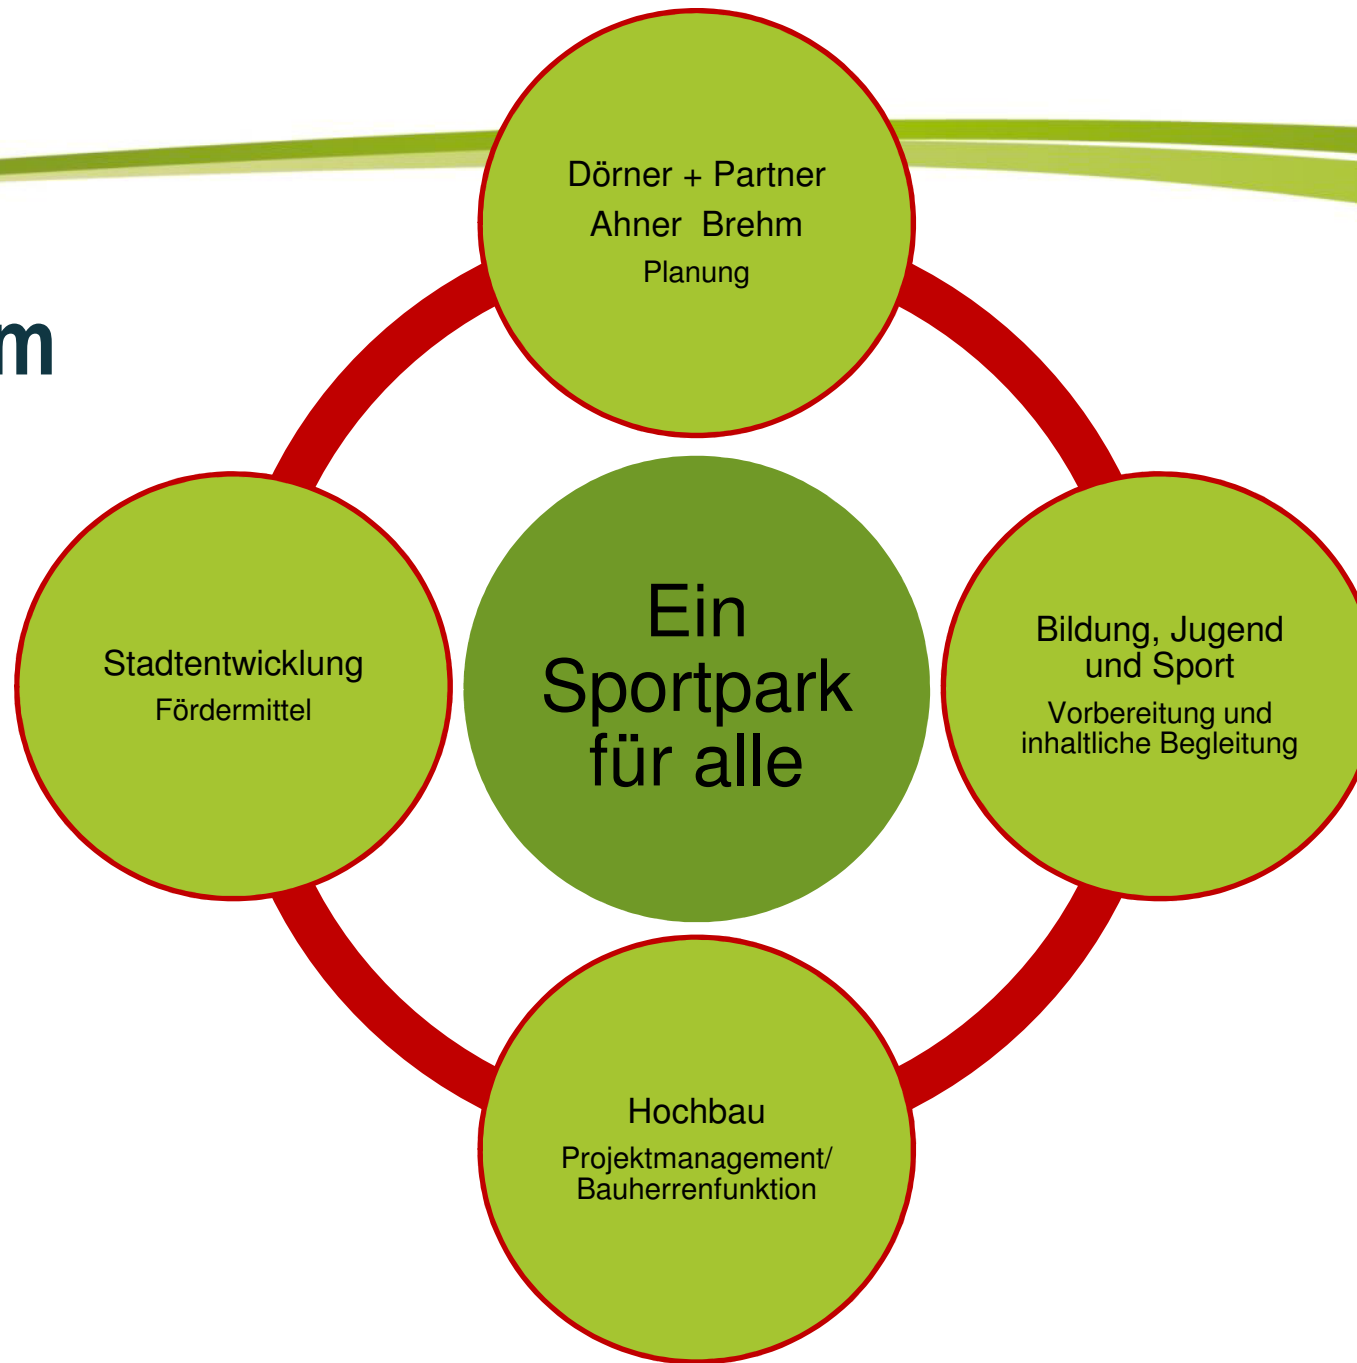 Dörner + Partner
Ahner Brehm
Planung
m
Stadtentwicklung
Fördermittel
Ein
Sportpark
für alle
Bildung, Jugend
und Sport
Vorbereitung und
inhaltliche Begleitung
Hochbau
Projektmanagement/
Bauherrenfunktion